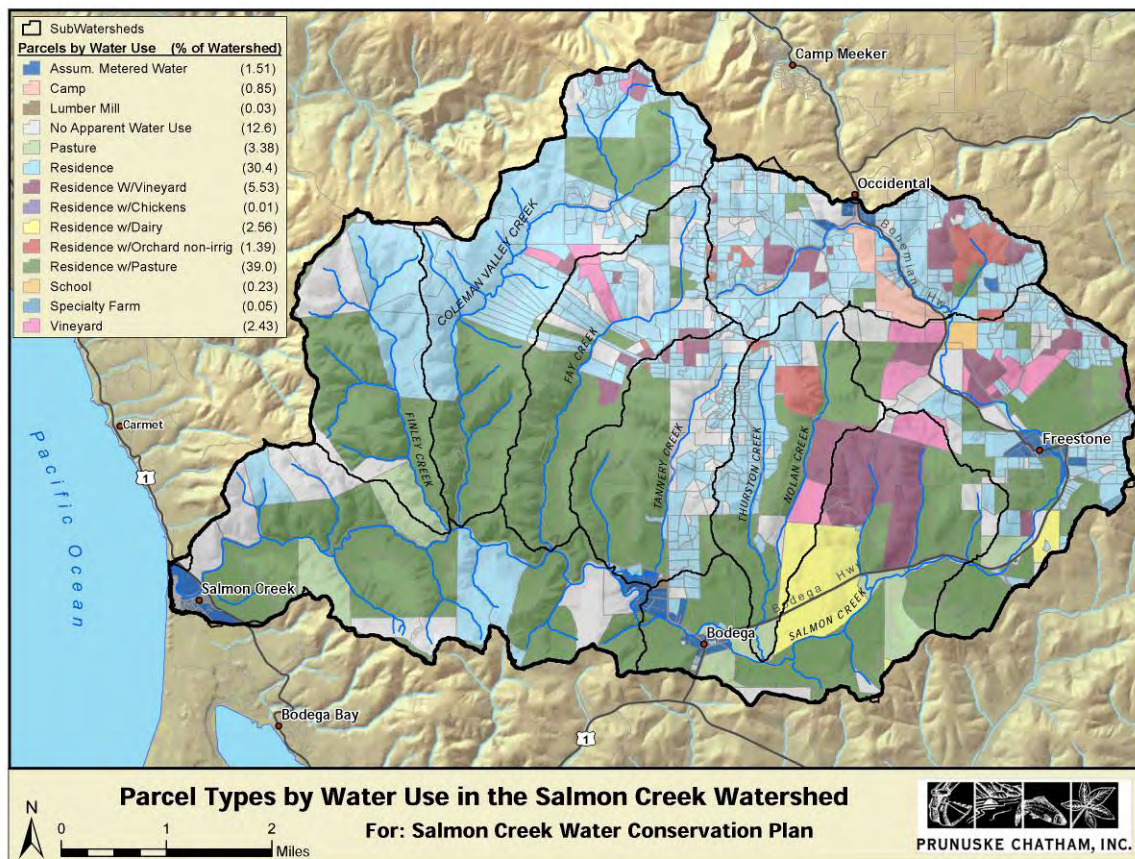 SubWatersheds
Parcels by Water Use (% of Watershed)
Assum. Metered Water (1.51)
Camp (0.85)
Lumber Mill (0.03)
No Apparent Water Use (12.6)
Pasture (3.38)
Residence (30.4)
Residence W/Vineyard (5.53)
Residence w/Chickens (0.01)
Residence w/Dairy (2.56)
Residence w/Orchard non-irrig (1.39)
Residence w/Pasture (39.0)
School (0.23)
Specialty Farm (0.05)
Vineyard (2.43)
Camp Meeker
Occidental
Bohemian Hwy
COLEMAN VALLEY CREEK
FAY CREEK
FINLEY CREEK
TANNERY CREEK
THURSTON CREEK
NOLAN CREEK
Carmet
1
Freestone
Pacific Ocean
Bodega Hwy
SALMON CREEK
Salmon Creek
Bodega
Bodega Bay
1
Parcel Types by Water Use in the Salmon Creek Watershed
For: Salmon Creek Water Conservation Plan
N
0 1 2
Miles
PRUNUSKE CHATHAM, INC.